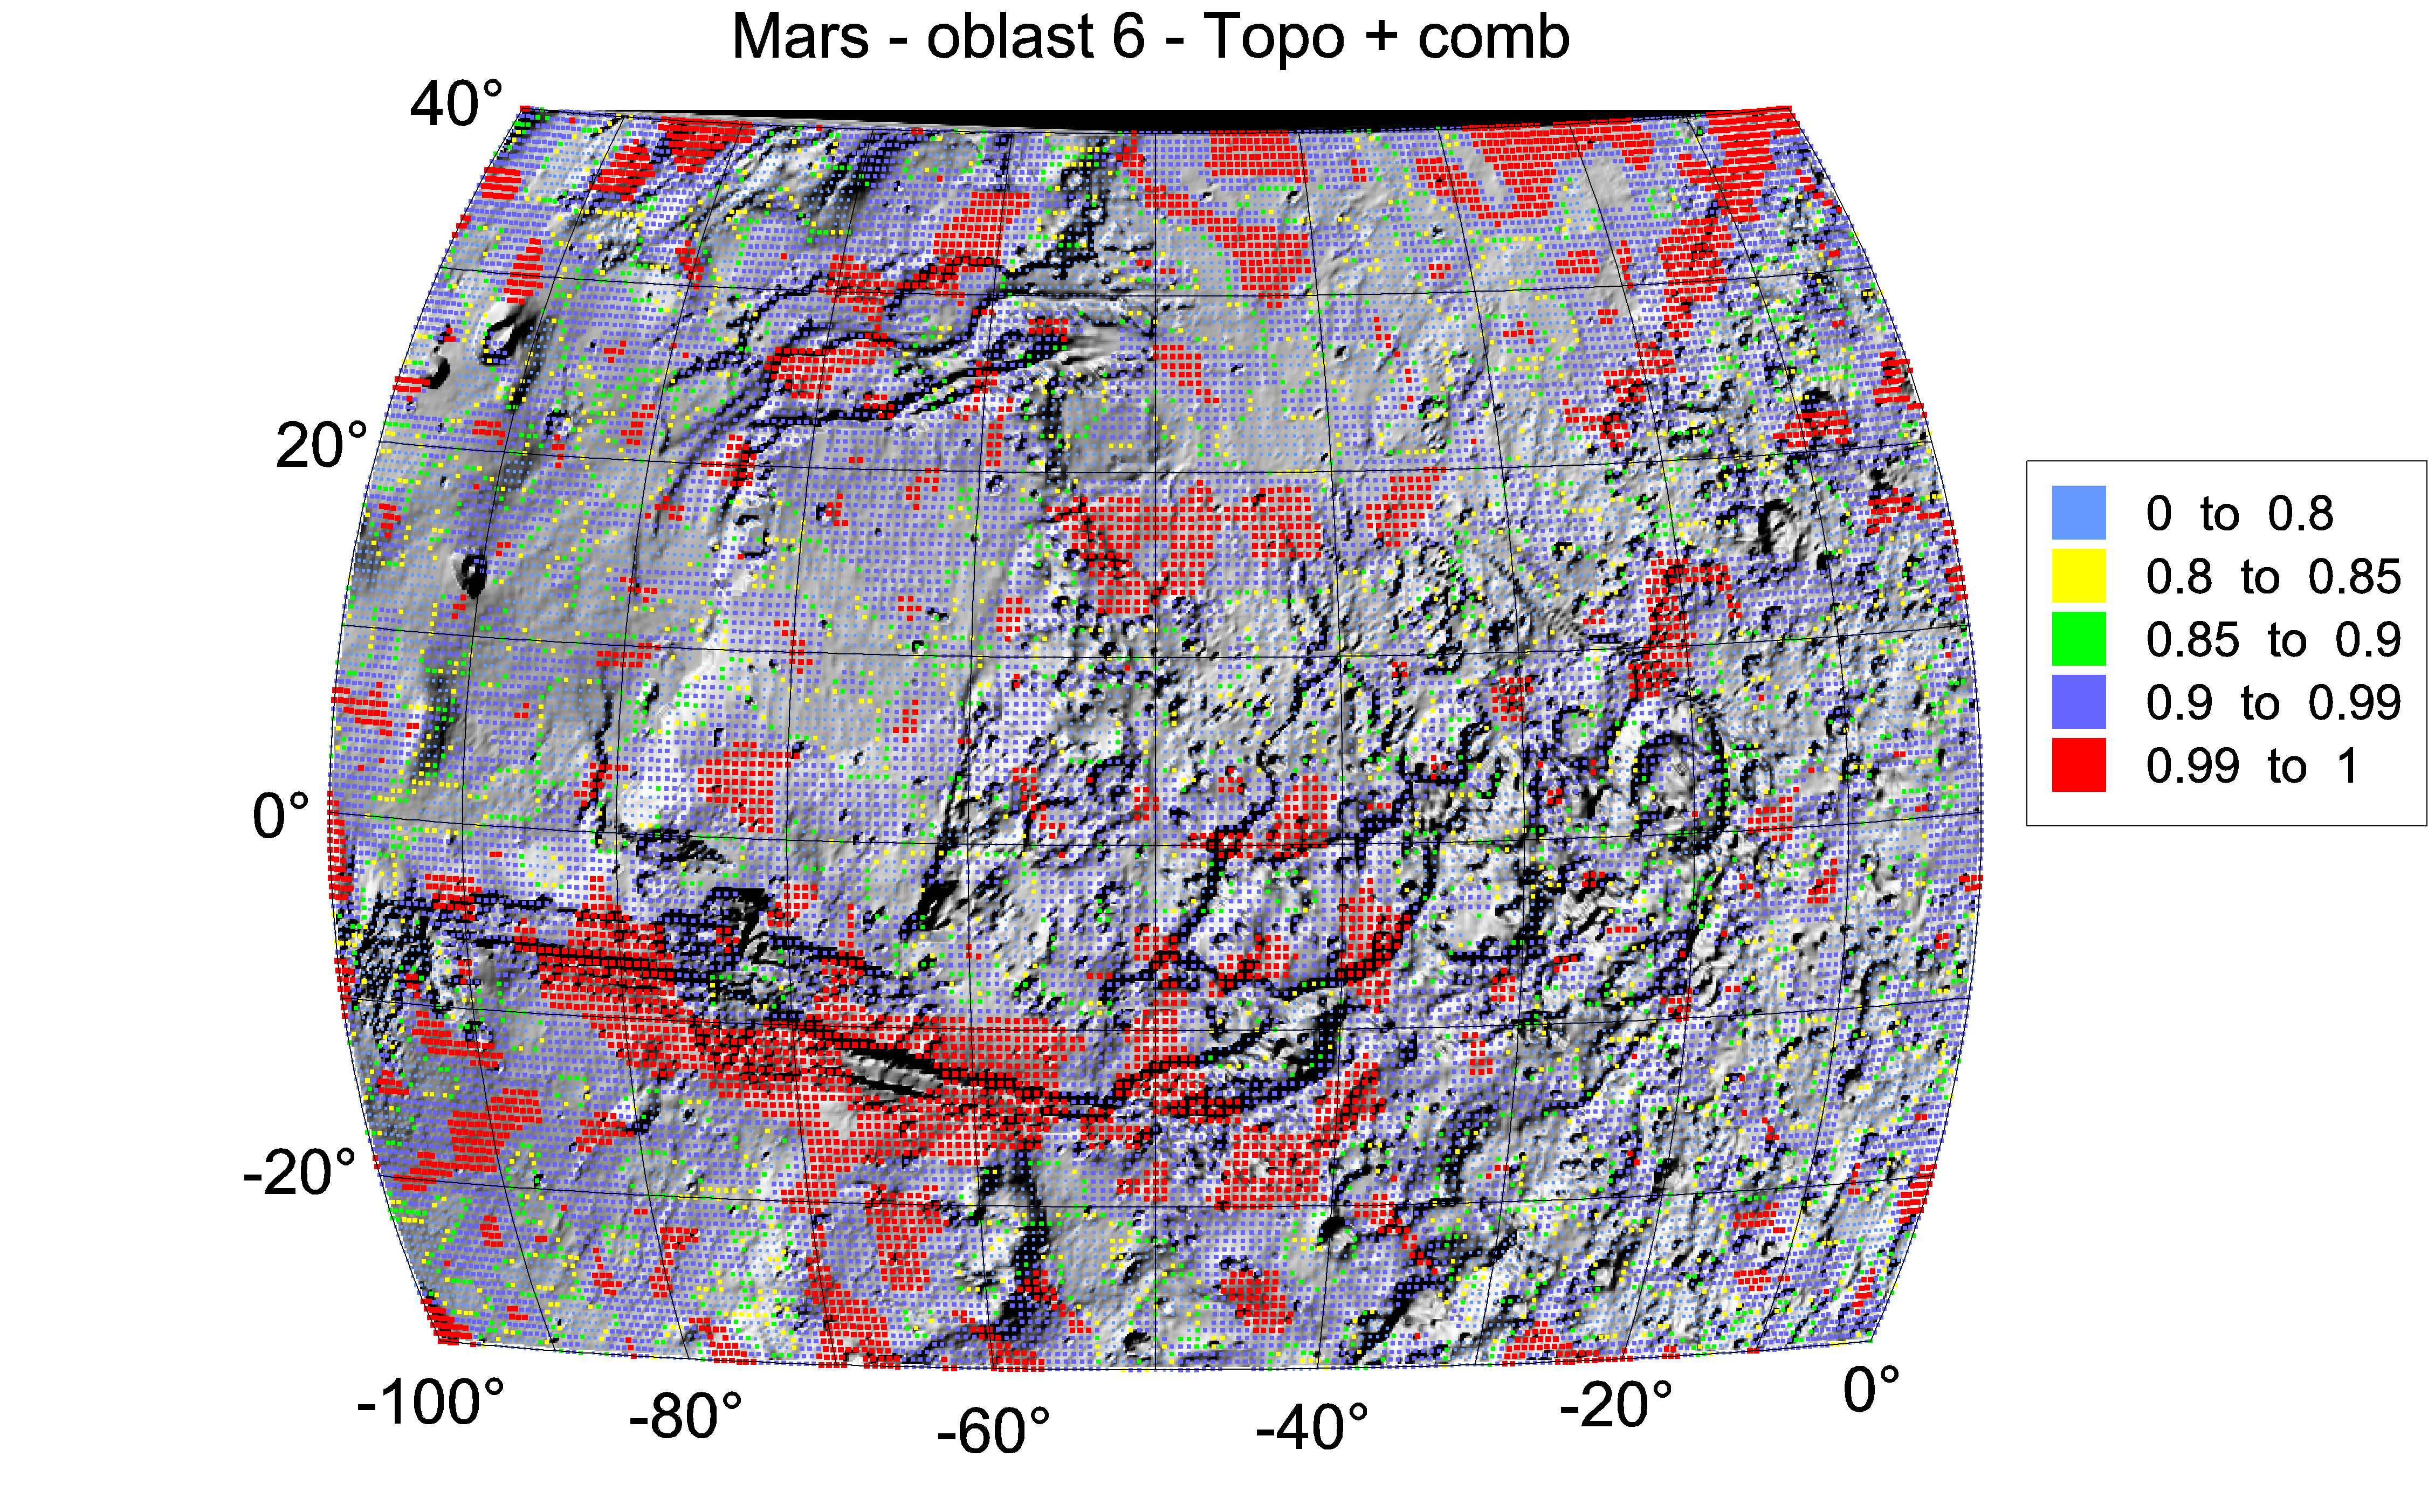 Mars - oblast 6 - Topo + comb
40°
20°
0°
-20°
-100°
-80°
-60°
-40°
-20°
0°
0 to 0.8
0.8 to 0.85
0.85 to 0.9
0.9 to 0.99
0.99 to 1